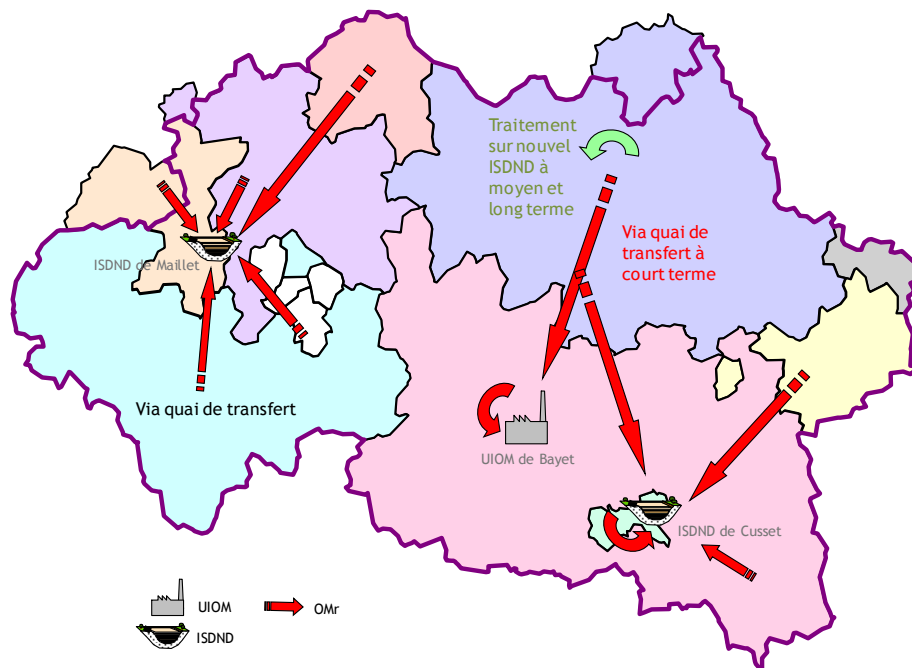 Traitement
sur nouvel
ISDND à
moyen et
long terme
Via quai de
transfert à
court terme
ISDND de Maillet
Via quai de transfert
UIOM de Bayet
ISDND de Cusset
UIOM
OMr
ISDND